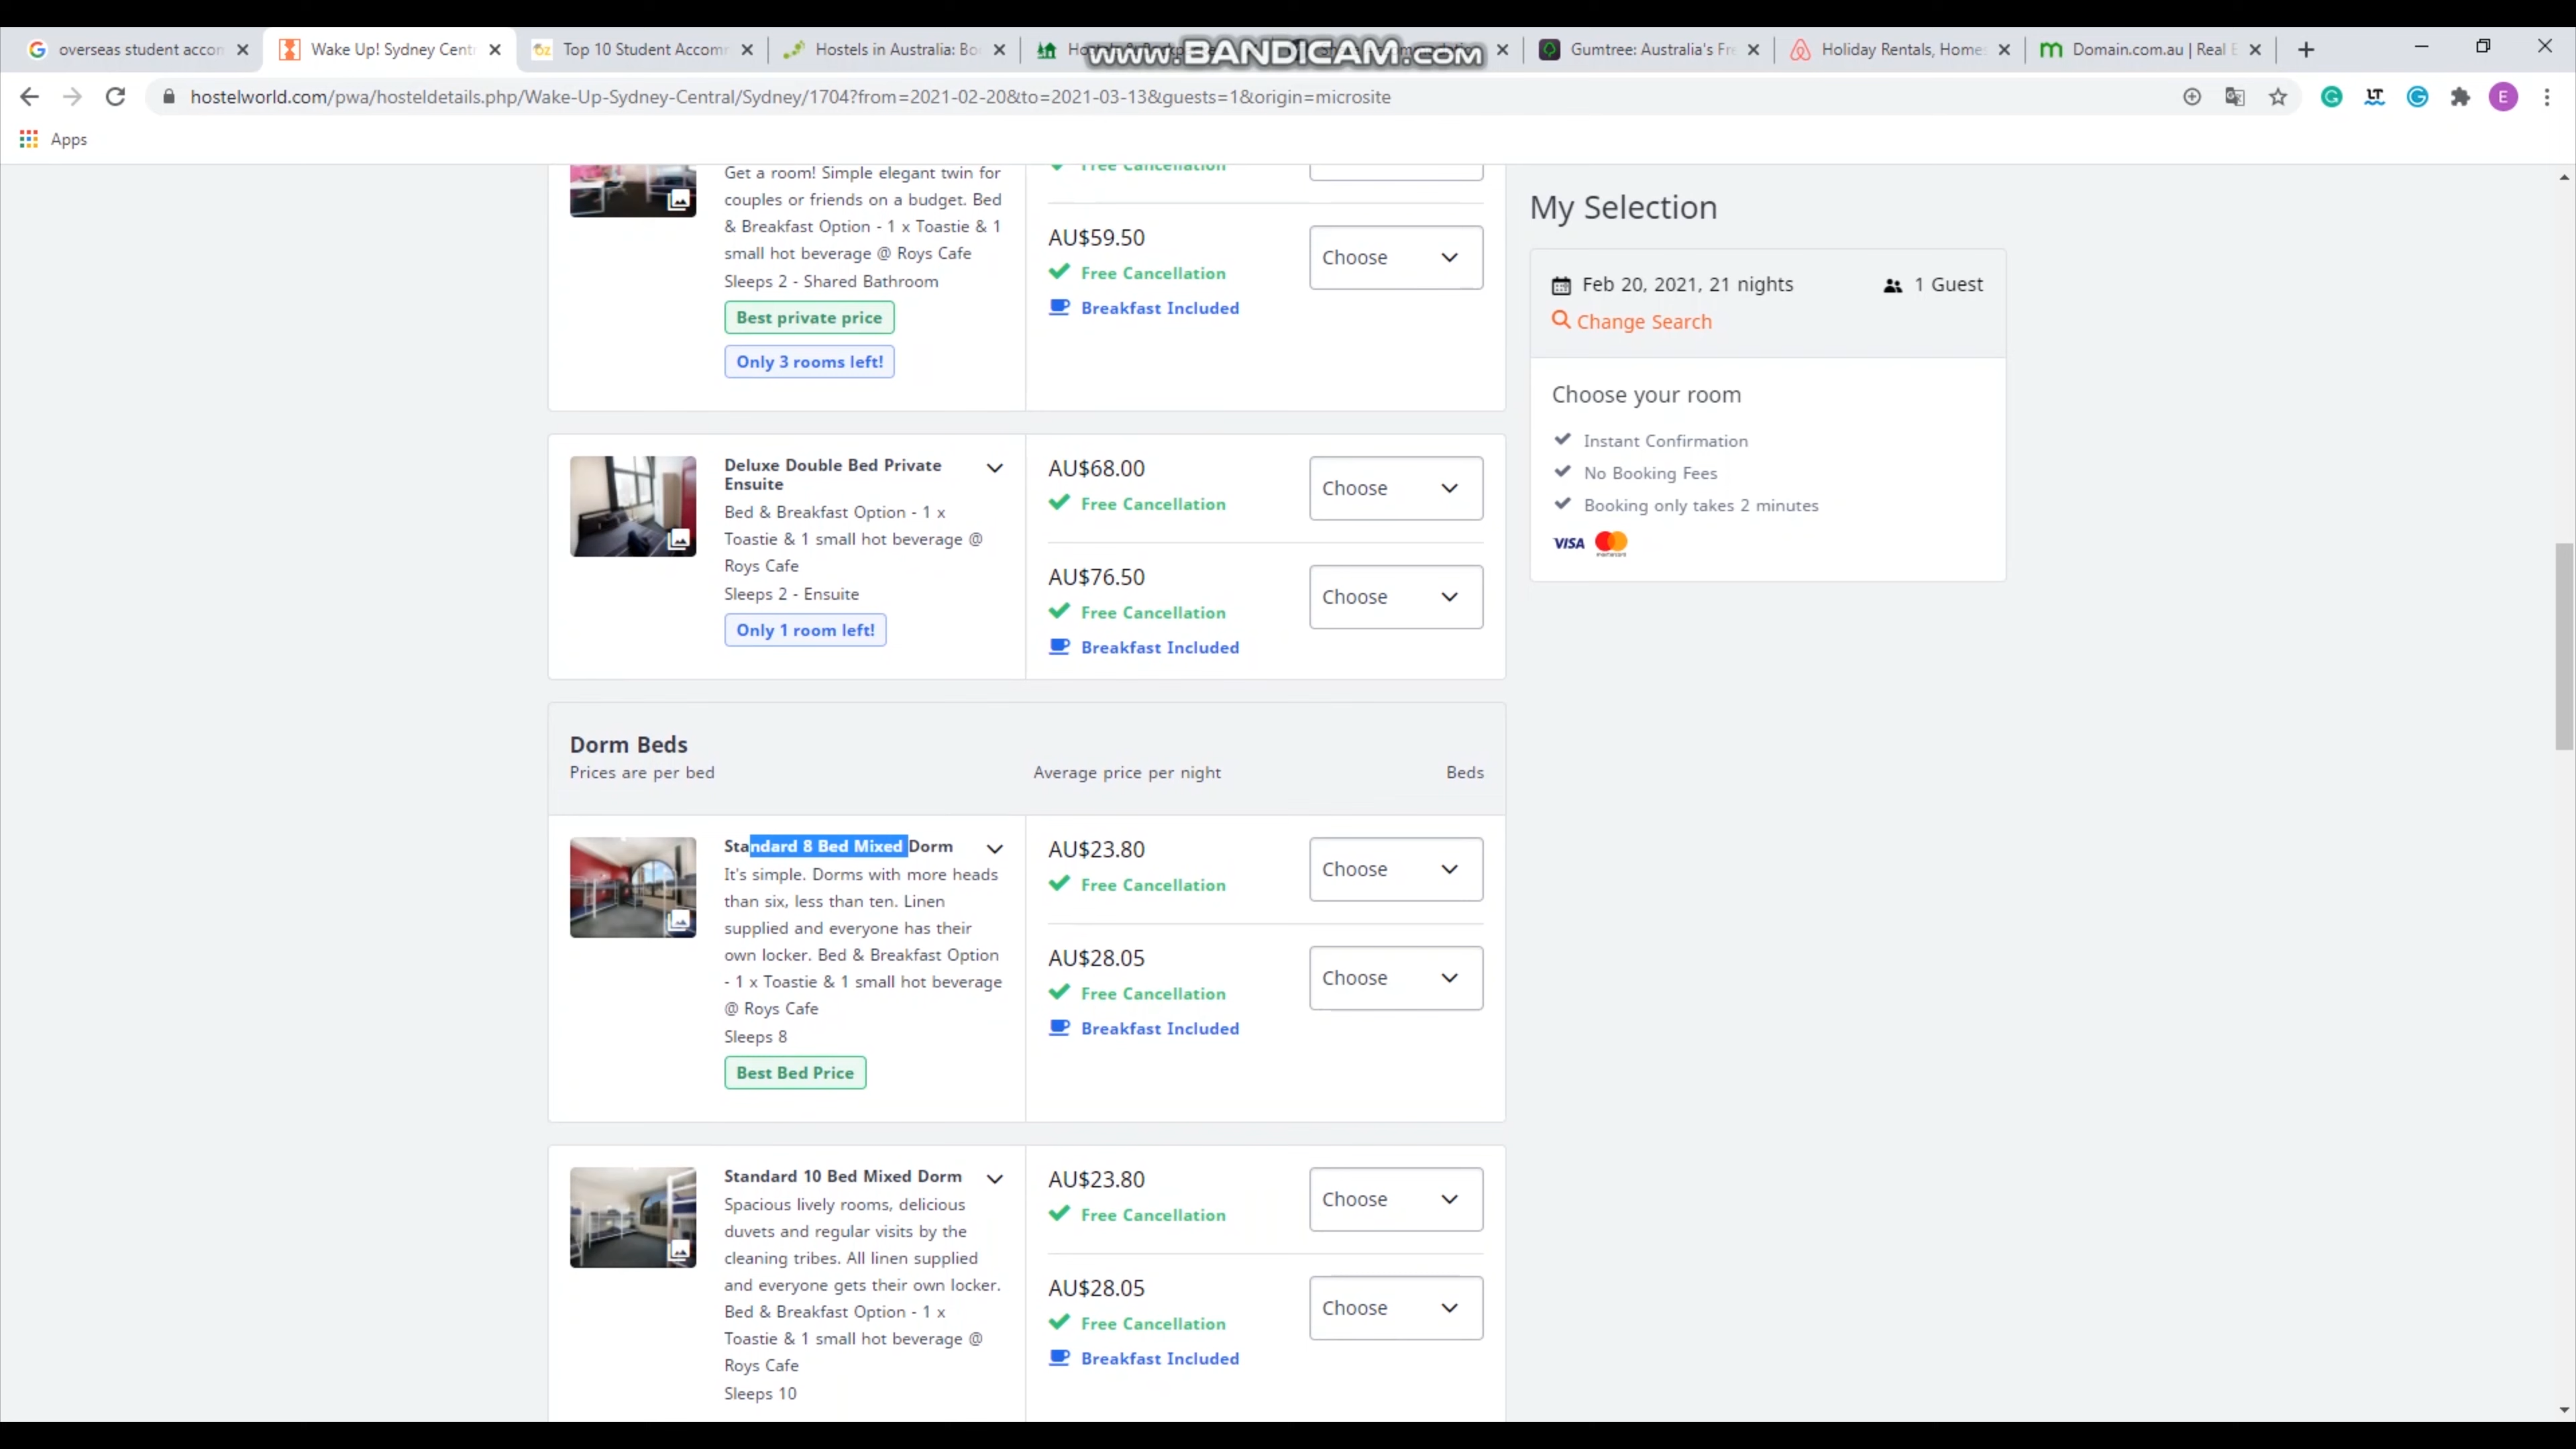 overseas student accon
Wake Up! Sydney Cent
Top 10 Student Accomr
Hostels in Australia: Bo
www.BANDICAM.com
Gumtree: Australia's Fr
Holiday Rentals, Home
Domain.com.au | Real E
hostelworld.com/pwa/hosteldetails.php/Wake-Up-Sydney-Central/Sydney/1704?from=2021-02-20&to=2021-03-13&guests=1&origin=microsite
E
Apps
Get a room! Simple elegant twin for
couples or friends on a budget. Bed
& Breakfast Option - 1 x Toastie & 1
small hot beverage @ Roys Cafe
Sleeps 2 - Shared Bathroom
Best private price
Only 3 rooms left!
Free Cancellation
AU$59.50
Choose
Free Cancellation
Breakfast Included
My Selection
Feb 20, 2021, 21 nights
1 Guest
Change Search
Choose your room
Instant Confirmation
No Booking Fees
Booking only takes 2 minutes
VISA
Deluxe Double Bed Private
Ensuite
Bed & Breakfast Option - 1 x
Toastie & 1 small hot beverage @
Roys Cafe
Sleeps 2 - Ensuite
Only 1 room left!
AU$68.00
Choose
Free Cancellation
AU$76.50
Choose
Free Cancellation
Breakfast Included
Dorm Beds
Prices are per bed
Average price per night
Beds
Standard 8 Bed Mixed Dorm
It's simple. Dorms with more heads
than six, less than ten. Linen
supplied and everyone has their
own locker. Bed & Breakfast Option
- 1 x Toastie & 1 small hot beverage
@ Roys Cafe
Sleeps 8
Best Bed Price
AU$23.80
Choose
Free Cancellation
AU$28.05
Choose
Free Cancellation
Breakfast Included
Standard 10 Bed Mixed Dorm
Spacious lively rooms, delicious
duvets and regular visits by the
cleaning tribes. All linen supplied
and everyone gets their own locker.
Bed & Breakfast Option - 1 x
Toastie & 1 small hot beverage @
Roys Cafe
Sleeps 10
AU$23.80
Choose
Free Cancellation
AU$28.05
Choose
Free Cancellation
Breakfast Included